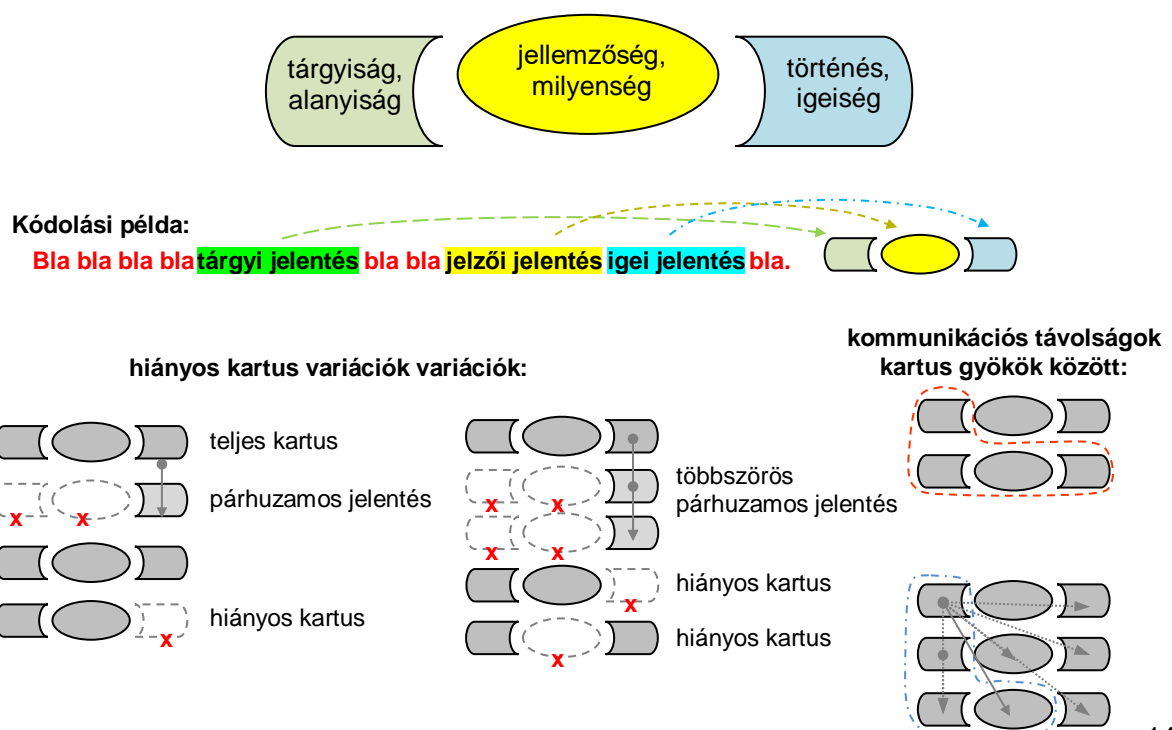 tárgyiság,
alanyiság
jellemzőség,
milyenség
történés,
igeiség
Kódolási példa:
Bla bla bla bla tárgyi jelentés bla bla jelzői jelentés igei jelentés bla.
hiányos kartus variációk variációk:
kommunikációs távolságok
kartus gyökök között:
teljes kartus
párhuzamos jelentés
x x
hiányos kartus
x
többszörös
párhuzamos jelentés
x x
x x
hiányos kartus
x
hiányos kartus
x